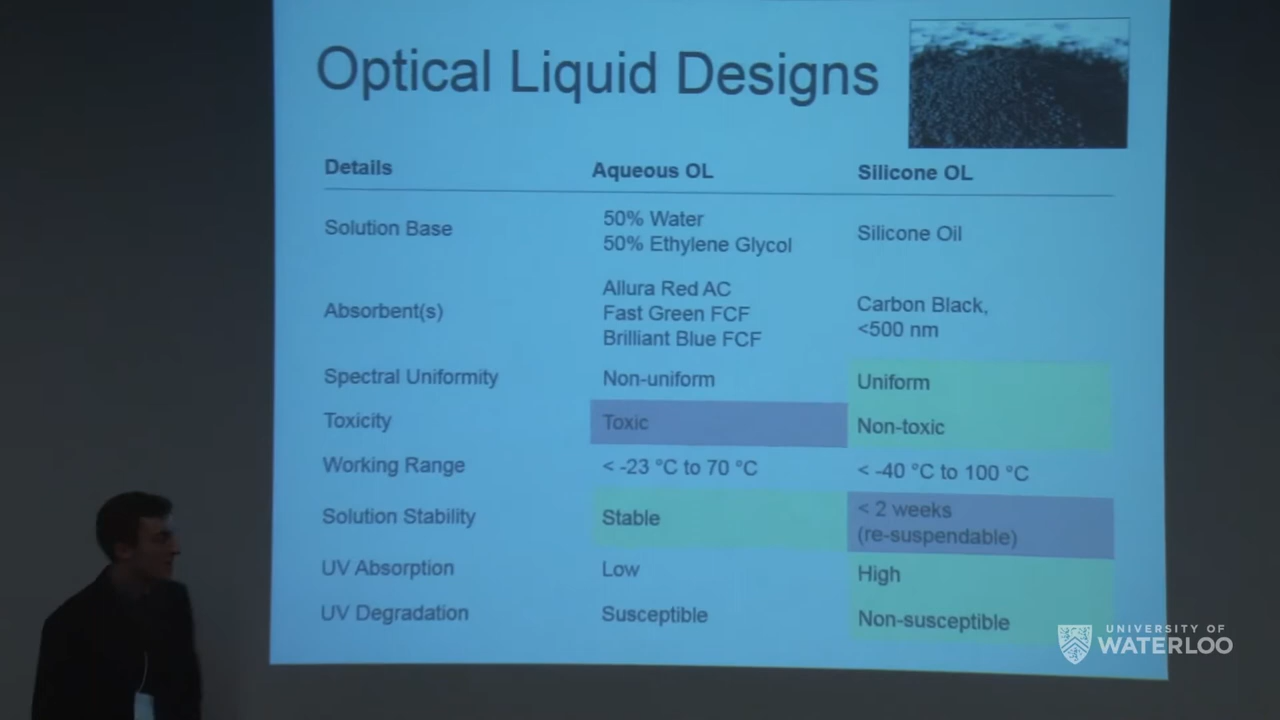 Optical Liquid Designs
Details Aqueous OL Silicone OL
Solution Base 50% Water
50% Ethylene Glycol Silicone Oil
Absorbent(s) Allura Red AC
Fast Green FCF
Brilliant Blue FCF Carbon Black,
<500 nm
Spectral Uniformity Non-uniform Uniform
Toxicity Toxic Non-toxic
Working Range < -23 °C to 70 °C < -40 °C to 100 °C
Solution Stability Stable < 2 weeks
(re-suspendable)
UV Absorption Low High
UV Degradation Susceptible Non-susceptible
UNIVERSITY OF
WATERLOO